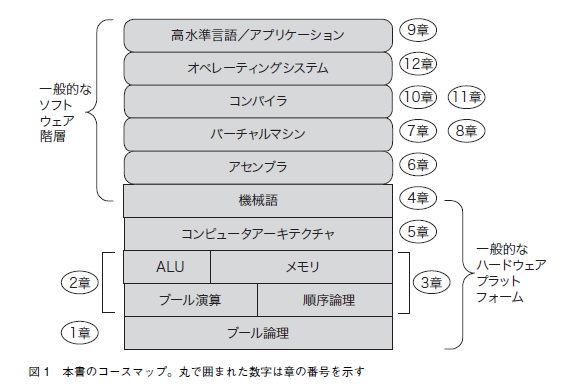 高水準言語／アプリケーション
9章
オペレーティングシステム
12章
一般的な
ソフト
ウェア
階層
コンパイラ
10章 11章
バーチャルマシン
7章 8章
アセンブラ
6章
機械語
4章
コンピュータアーキテクチャ
5章
一般的な
ハードウェア
プラット
フォーム
2章
ALU メモリ
3章
ブール演算 順序論理
1章
ブール論理
図1 本書のコースマップ。丸で囲まれた数字は章の番号を示す